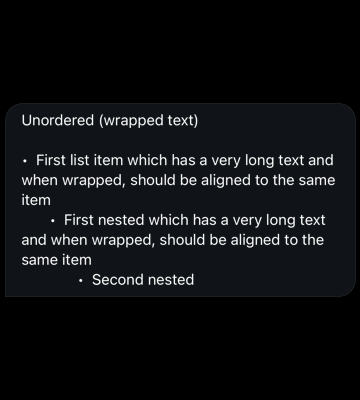 Unordered (wrapped text)
• First list item which has a very long text and
when wrapped, should be aligned to the same
item
• First nested which has a very long text
and when wrapped, should be aligned to the
same item
• Second nested